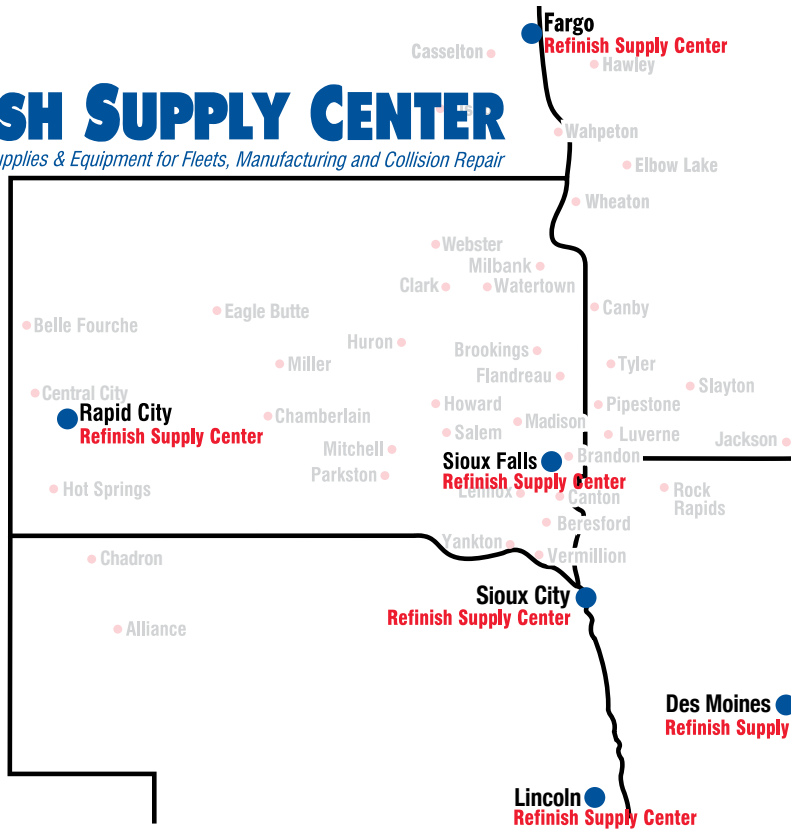 Fargo
Refinish Supply Center
Casselton
Hawley
SH SUPPLY CENTER
Wahpeton
upplies & Equipment for Fleets, Manufacturing and Collision Repair
Elbow Lake
Wheaton
Webster
Milbank
Clark
Watertown
Canby
Eagle Butte
Belle Fourche
Huron
Brookings
Miller
Tyler
Flandreau
Slayton
Central City
Howard
Pipestone
Rapid City
Chamberlain
Madison
Refinish Supply Center
Salem
Luverne
Jackson
Mitchell
Brandon
Sioux Falls
Parkston
Refinish Supply Center
Hot Springs
Lennox
Canton
Rock
Rapids
Beresford
Yankton
Vermillion
Chadron
Sioux City
Refinish Supply Center
Alliance
Des Moines
Refinish Supply
Lincoln
Refinish Supply Center